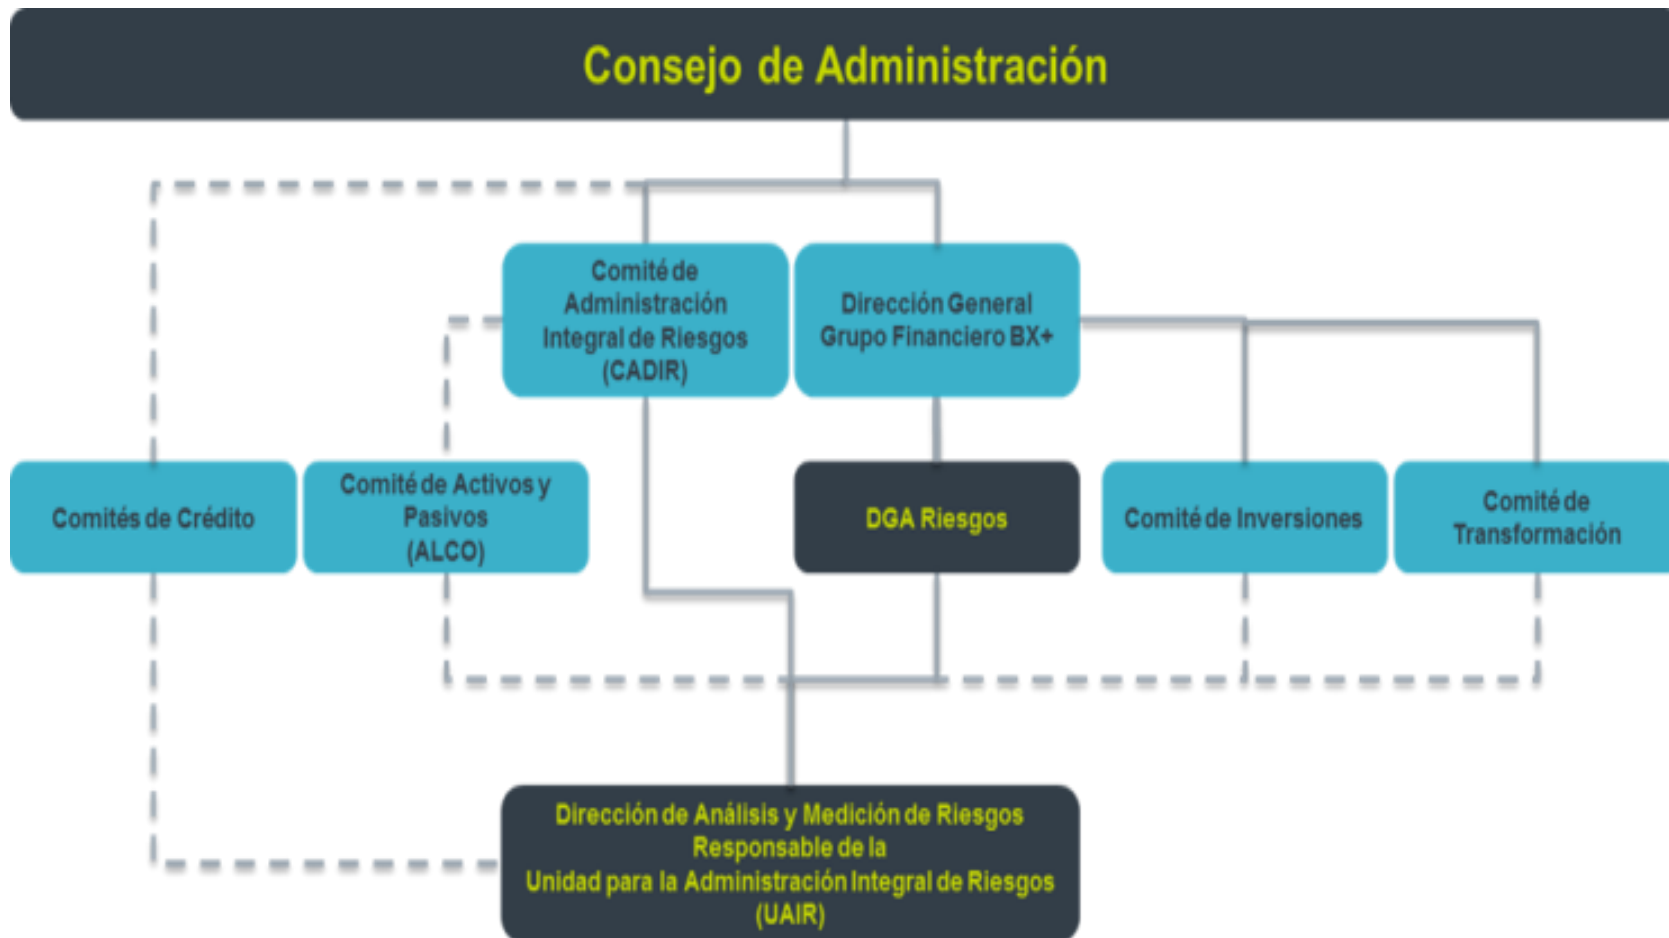 Consejo de Administración
Comité de
Administración
Integral de Riesgos
(CADIR)
Dirección General
Grupo Financiero BX+
Comités de Crédito
Comité de Activos y
Pasivos
(ALCO)
DGA Riesgos
Comité de Inversiones
Comité de
Transformación
Dirección de Análisis y Medición de Riesgos
Responsable de la
Unidad para la Administración Integral de Riesgos
(UAIR)